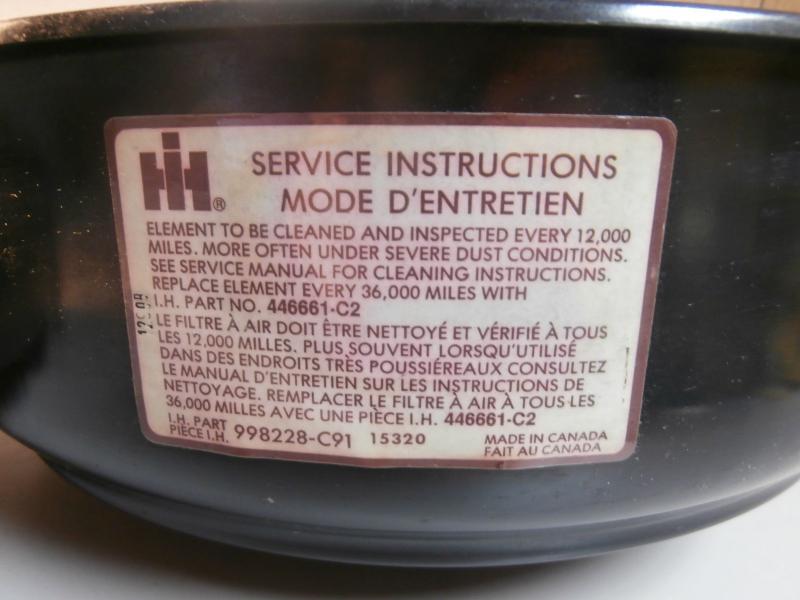 IH®
SERVICE INSTRUCTIONS
MODE D'ENTRETIEN
ELEMENT TO BE CLEANED AND INSPECTED EVERY 12,000
MILES. MORE OFTEN UNDER SEVERE DUST CONDITIONS.
SEE SERVICE MANUAL FOR CLEANING INSTRUCTIONS.
REPLACE ELEMENT EVERY 36,000 MILES WITH
I.H. PART NO. 446661-C2
LE FILTRE À AIR DOIT ÊTRE NETTOYÉ ET VÉRIFIÉ À TOUS
LES 12,000 MILLES. PLUS SOUVENT LORSQU'UTILISÉ
DANS DES ENDROITS TRÈS POUSSIÉREAUX CONSULTEZ
LE MANUEL D'ENTRETIEN SUR LES INSTRUCTIONS DE
NETTOYAGE. REMPLACER LE FILTRE À AIR À TOUS LES
36,000 MILLES AVEC UNE PIÈCE I.H. 446661-C2
I.H. PART
PIÈCE I.H. 998228-C91 15320
MADE IN CANADA
FAIT AU CANADA